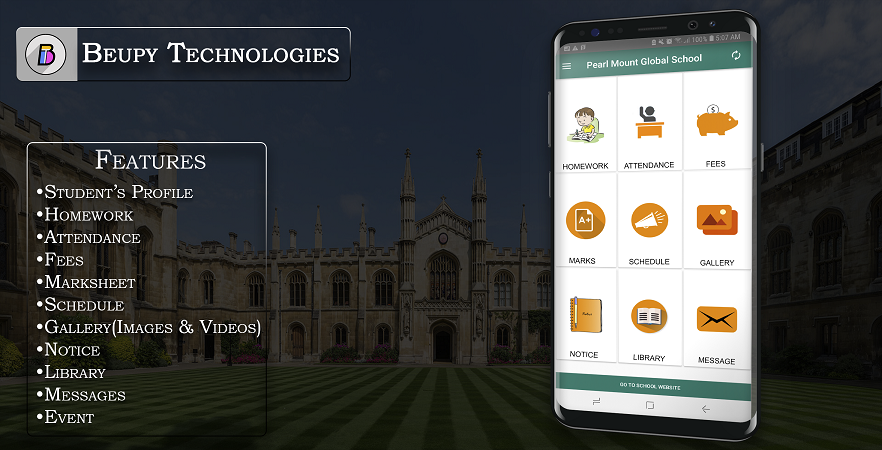 Beupy Technologies
Features
•Student's Profile
•Homework
•Attendance
•Fees
•Marksheet
•Schedule
•Gallery(Images & Videos)
•Notice
•Library
•Messages
•Event
100% 5:07 AM
Pearl Mount Global School
HOMEWORK ATTENDANCE FEES
A+
MARKS SCHEDULE GALLERY
NOTICE LIBRARY MESSAGE
GO TO SCHOOL WEBSITE